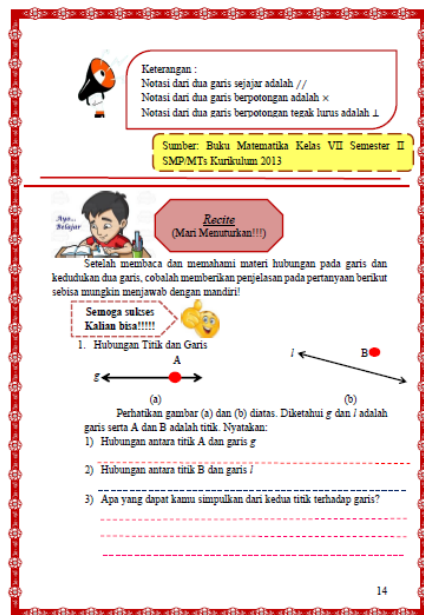 Keterangan :
Notasi dari dua garis sejajar adalah //
Notasi dari dua garis berpotongan adalah ×
Notasi dari dua garis berpotongan tegak lurus adalah ⊥
Sumber: Buku Matematika Kelas VII Semester II
SMP/MTs Kurikulum 2013
Ayo...
Belajar
Recite
(Mari Menuturkan!!!)
Setelah membaca dan memahami materi hubungan pada garis dan
kedudukan dua garis, cobalah memberikan penjelasan pada pertanyaan berikut
sebisa mungkin menjawab dengan mandiri!
Semoga sukses
Kalian bisa!!!!!
1. Hubungan Titik dan Garis
A
g
(a)
l
B
(b)
Perhatikan gambar (a) dan (b) diatas. Diketahui g dan l adalah
garis serta A dan B adalah titik. Nyatakan:
1) Hubungan antara titik A dan garis g
2) Hubungan antara titik B dan garis l
3) Apa yang dapat kamu simpulkan dari kedua titik terhadap garis?
14